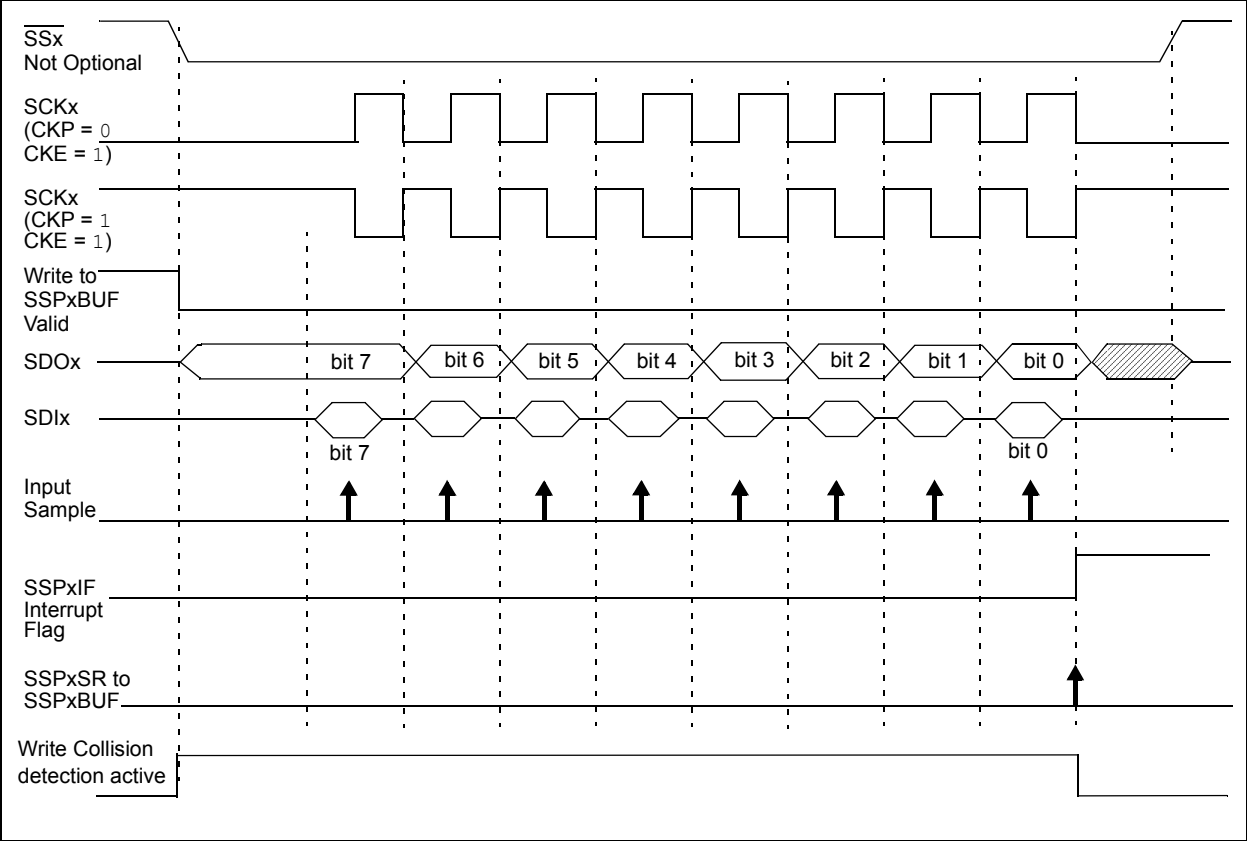 SSx
Not Optional
SCKx
(CKP = 0
CKE = 1)
SCKx
(CKP = 1
CKE = 1)
Write to
SSPxBUF
Valid
SDOx
bit 7 bit 6 bit 5 bit 4 bit 3 bit 2 bit 1 bit 0
SDIx
bit 7 bit 0
Input
Sample
SSPxIF
Interrupt
Flag
SSPxSR to
SSPxBUF
Write Collision
detection active